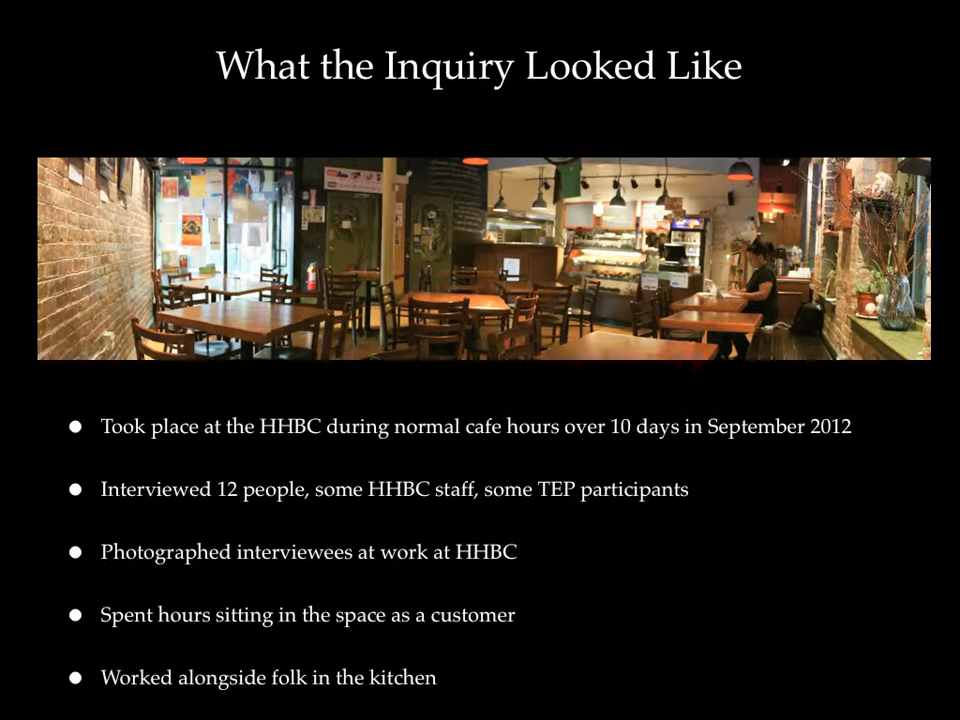 What the Inquiry Looked Like
Took place at the HHBC during normal cafe hours over 10 days in September 2012
Interviewed 12 people, some HHBC staff, some TEP participants
Photographed interviewees at work at HHBC
Spent hours sitting in the space as a customer
Worked alongside folk in the kitchen